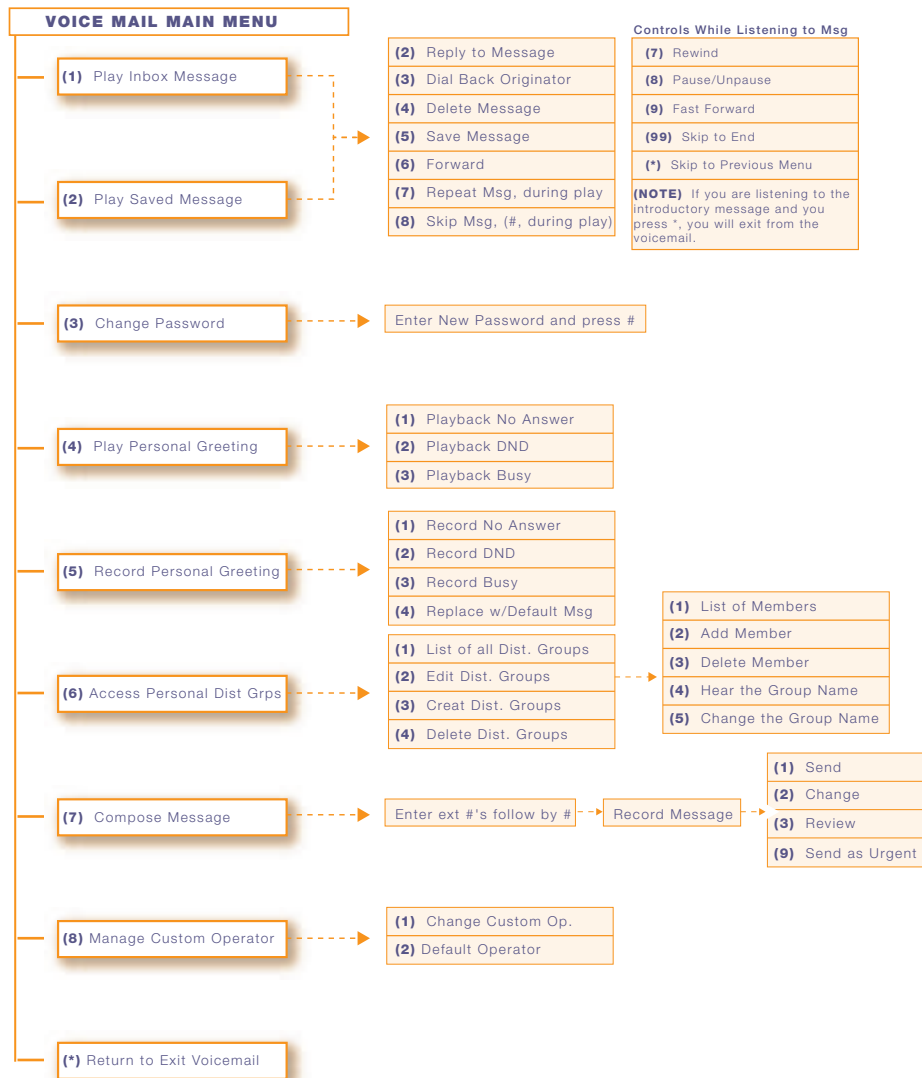 VOICE MAIL MAIN MENU
(1) Play Inbox Message
(2) Play Saved Message
(2) Reply to Message
(3) Dial Back Originator
(4) Delete Message
(5) Save Message
(6) Forward
(7) Repeat Msg, during play
(8) Skip Msg, (#, during play)
Controls While Listening to Msg
(7) Rewind
(8) Pause/Unpause
(9) Fast Forward
(99) Skip to End
(*) Skip to Previous Menu
(NOTE) If you are listening to the
introductory message and you
press *, you will exit from the
voicemail.
(3) Change Password
Enter New Password and press #
(4) Play Personal Greeting
(1) Playback No Answer
(2) Playback DND
(3) Playback Busy
(5) Record Personal Greeting
(1) Record No Answer
(2) Record DND
(3) Record Busy
(4) Replace w/Default Msg
(6) Access Personal Dist Grps
(1) List of all Dist. Groups
(2) Edit Dist. Groups
(3) Creat Dist. Groups
(4) Delete Dist. Groups
(1) List of Members
(2) Add Member
(3) Delete Member
(4) Hear the Group Name
(5) Change the Group Name
(7) Compose Message
Enter ext #'s follow by #
Record Message
(1) Send
(2) Change
(3) Review
(9) Send as Urgent
(8) Manage Custom Operator
(1) Change Custom Op.
(2) Default Operator
(*) Return to Exit Voicemail